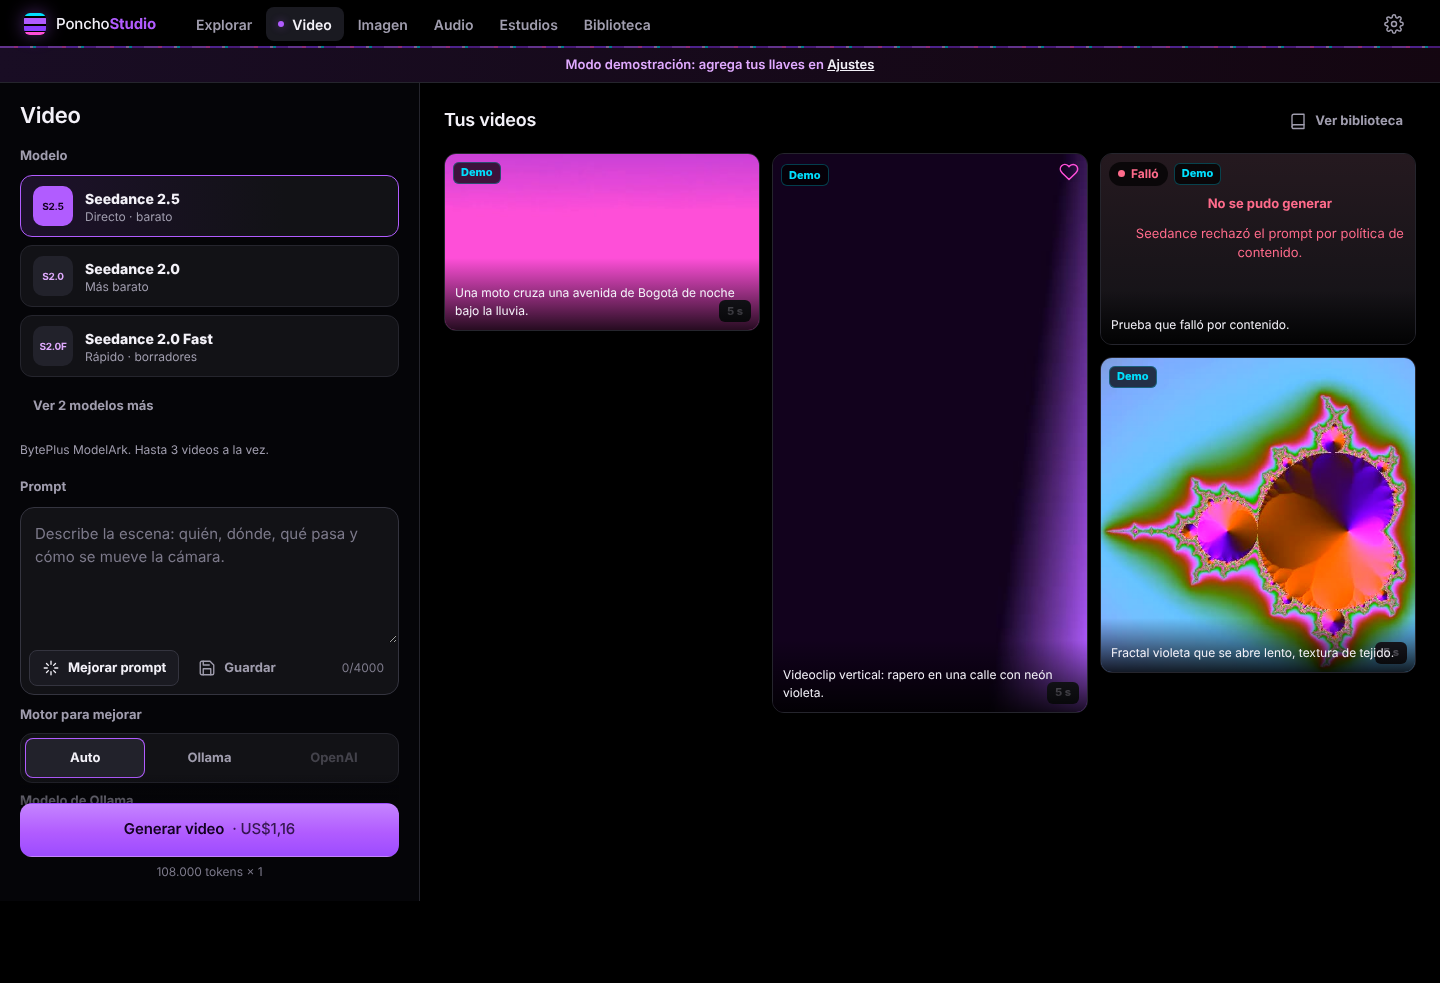 PonchoStudio
Explorar
Video
Imagen
Audio
Estudios
Biblioteca
Modo demostración: agrega tus llaves en Ajustes
Video
Modelo
S2.5
Seedance 2.5
Directo · barato
S2.0
Seedance 2.0
Más barato
S2.0F
Seedance 2.0 Fast
Rápido · borradores
Ver 2 modelos más
BytePlus ModelArk. Hasta 3 videos a la vez.
Prompt
Describe la escena: quién, dónde, qué pasa y
cómo se mueve la cámara.
Mejorar prompt
Guardar
0/4000
Motor para mejorar
Auto
Ollama
OpenAI
Modelo de Ollama
Generar video · US$1,16
108.000 tokens × 1
Tus videos
Ver biblioteca
Demo
Una moto cruza una avenida de Bogotá de noche
bajo la lluvia.
5 s
Demo
Videoclip vertical: rapero en una calle con neón
violeta.
5 s
Falló
Demo
No se pudo generar
Seedance rechazó el prompt por política de
contenido.
Prueba que falló por contenido.
Demo
Fractal violeta que se abre lento, textura de tejido.